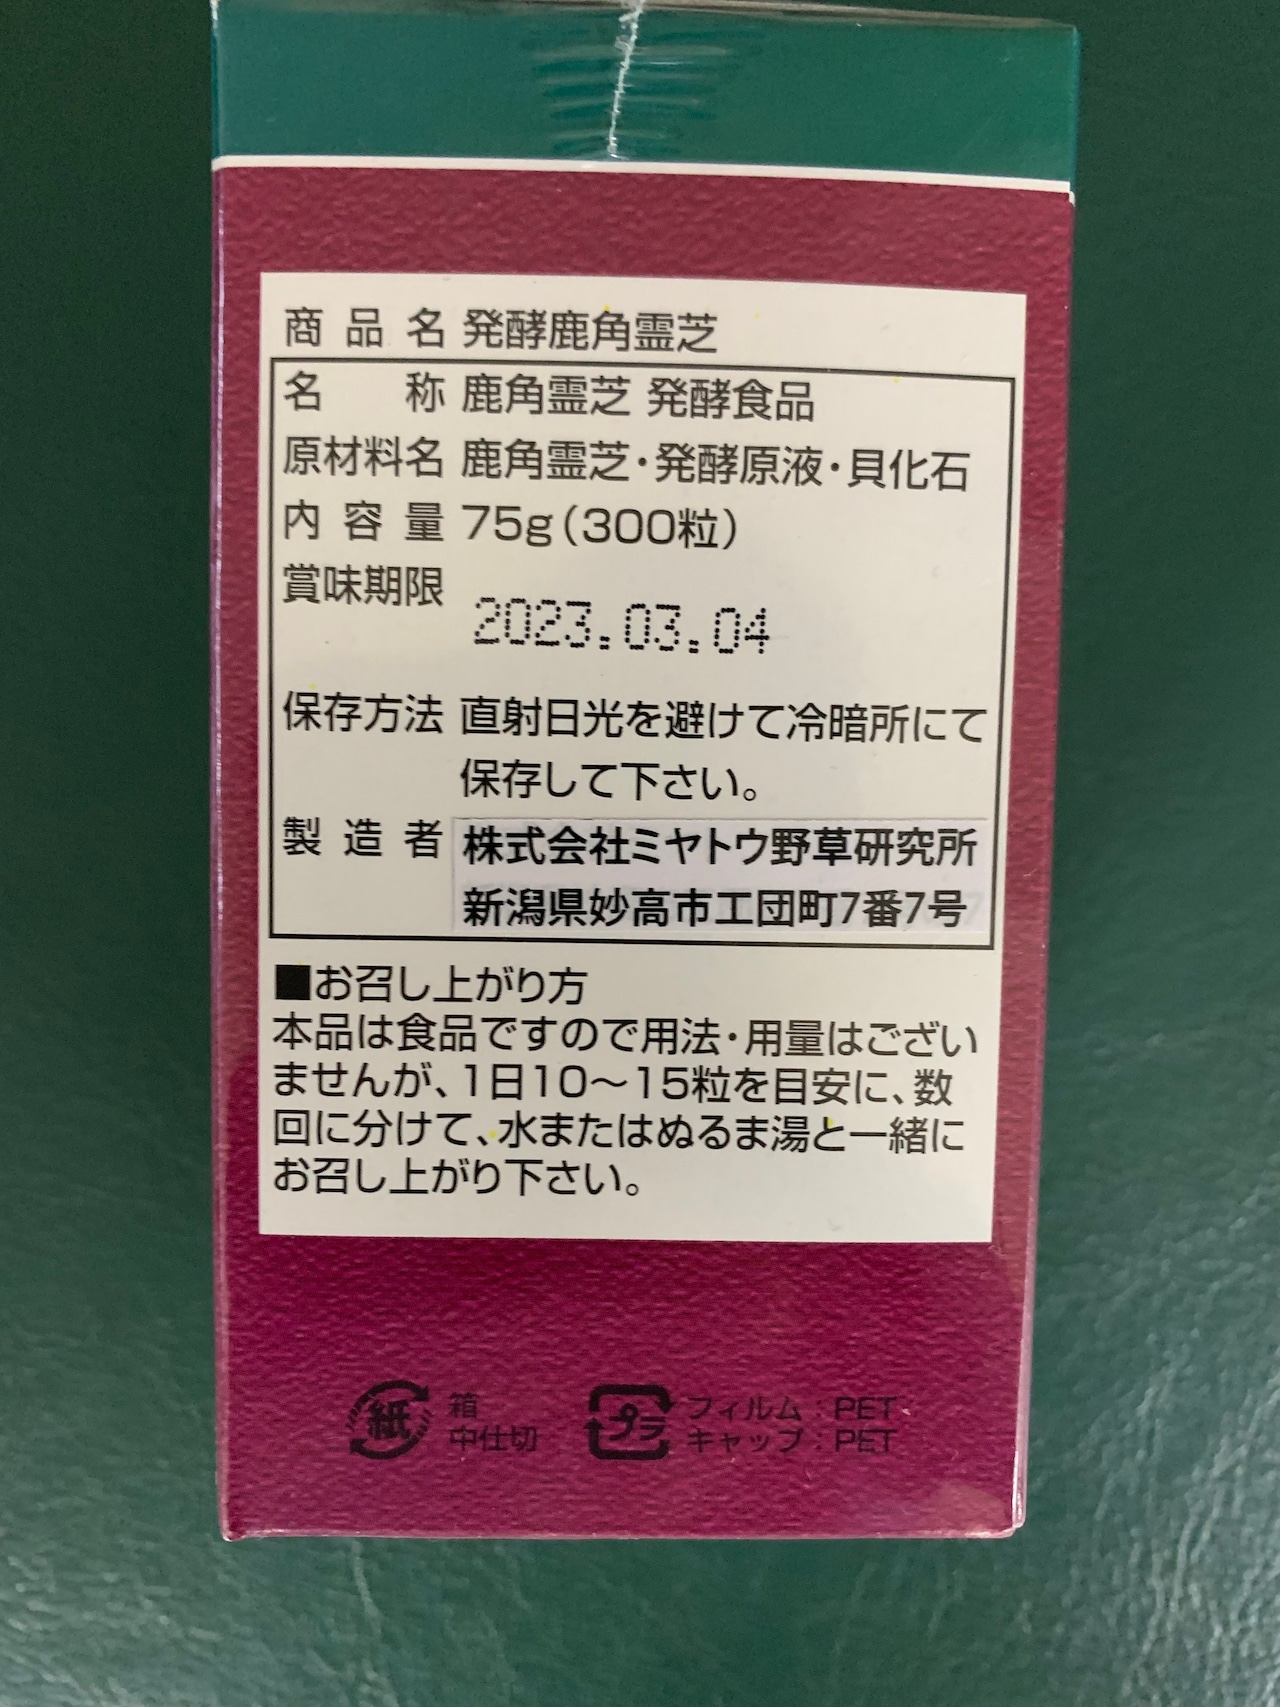 商品名 発酵鹿角霊芝
名称 鹿角霊芝 発酵食品
原材料名 鹿角霊芝・発酵原液・貝化石
内容量 75g(300粒)
賞味期限
2023.03.04
保存方法 直射日光を避けて冷暗所にて
保存して下さい。
製造者 株式会社ミヤトウ野草研究所
新潟県妙高市工団町7番7号
■お召し上がり方
本品は食品ですので用法・用量はござい
ませんが、1日10～15粒を目安に、数
回に分けて、水またはぬるま湯と一緒に
お召し上がり下さい。
紙 箱
中仕切
プラ フィルム：PET
キャップ：PET